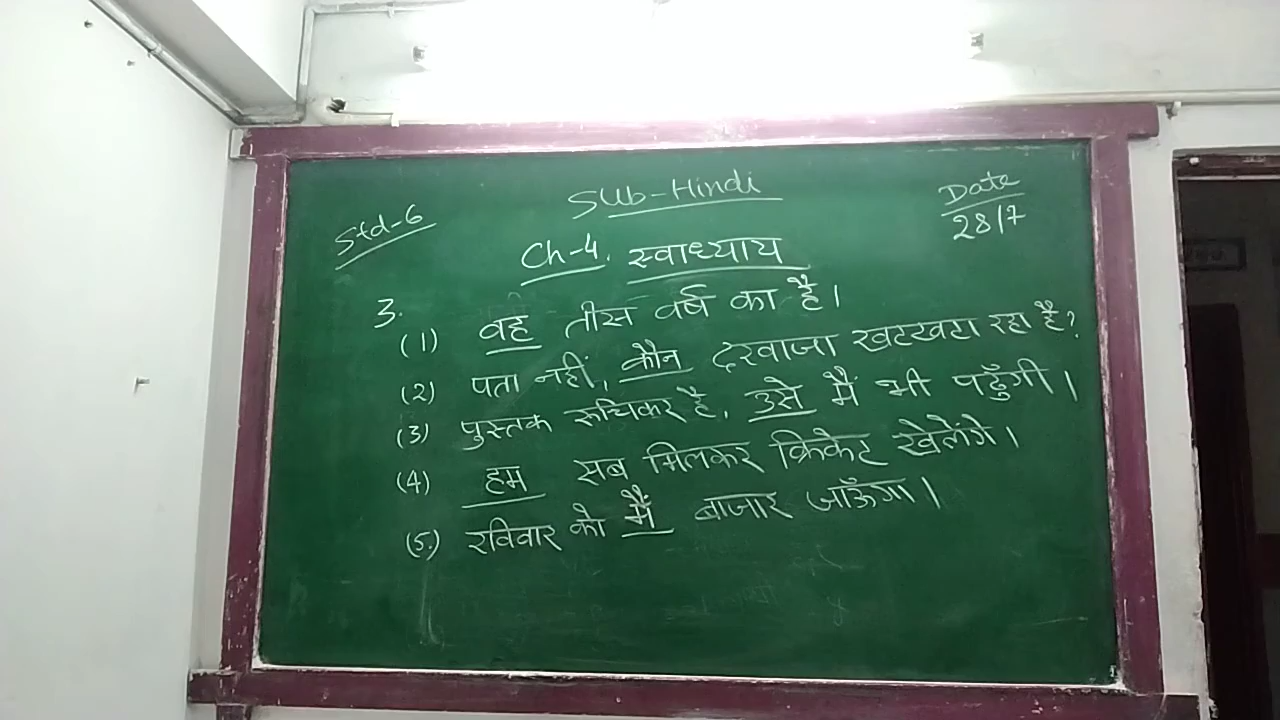 Std-6
Sub-Hindi
Date
28/7
Ch-4. स्वाध्याय
3.
(1) वह तीस वर्ष का है।
(2) पता नहीं, कौन दरवाजा खटखटा रहा है?
(3) पुस्तक रुचिकर है, उसे मैं भी पढुँगी।
(4) हम सब मिलकर क्रिकेट खेलेंगे।
(5.) रविवार को मैं बाजार जाऊँगा।